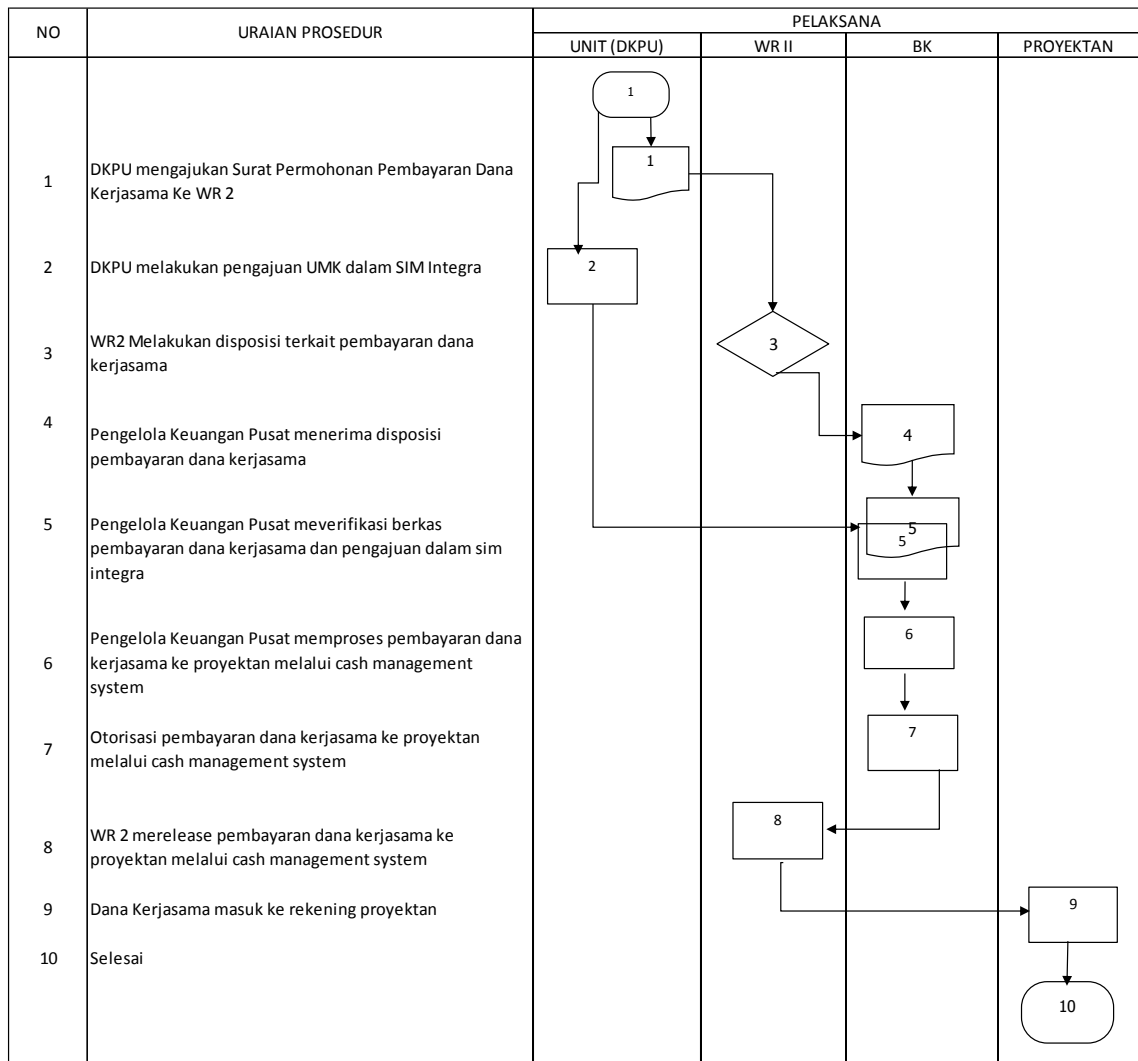 NO
URAIAN PROSEDUR
PELAKSANA
UNIT (DKPU)
WR II
BK
PROYEKTAN
1
1
DKPU mengajukan Surat Permohonan Pembayaran Dana
Kerjasama Ke WR 2
1
2
DKPU melakukan pengajuan UMK dalam SIM Integra
2
3
WR2 Melakukan disposisi terkait pembayaran dana
kerjasama
3
4
Pengelola Keuangan Pusat menerima disposisi
pembayaran dana kerjasama
4
5
Pengelola Keuangan Pusat meverifikasi berkas
pembayaran dana kerjasama dan pengajuan dalam sim
integra
5
5
6
Pengelola Keuangan Pusat memproses pembayaran dana
kerjasama ke proyektan melalui cash management
system
6
7
Otorisasi pembayaran dana kerjasama ke proyektan
melalui cash management system
7
8
WR 2 merelease pembayaran dana kerjasama ke
proyektan melalui cash management system
8
9
Dana Kerjasama masuk ke rekening proyektan
9
10
Selesai
10